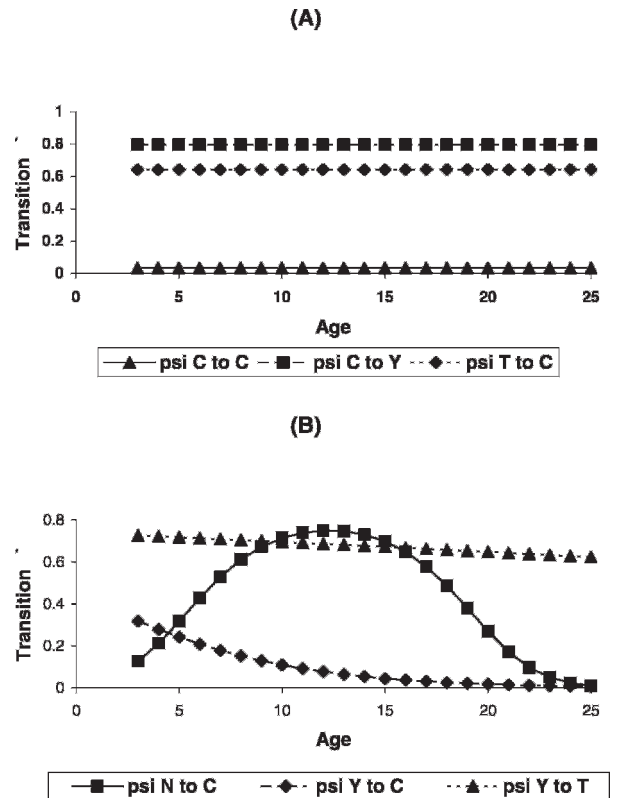 (A)
Transition
1
0.8
0.6
0.4
0.2
0
0 5 10 15 20 25
Age
psi C to C psi C to Y psi T to C
(B)
Transition
0.8
0.6
0.4
0.2
0
0 5 10 15 20 25
Age
psi N to C psi Y to C psi Y to T